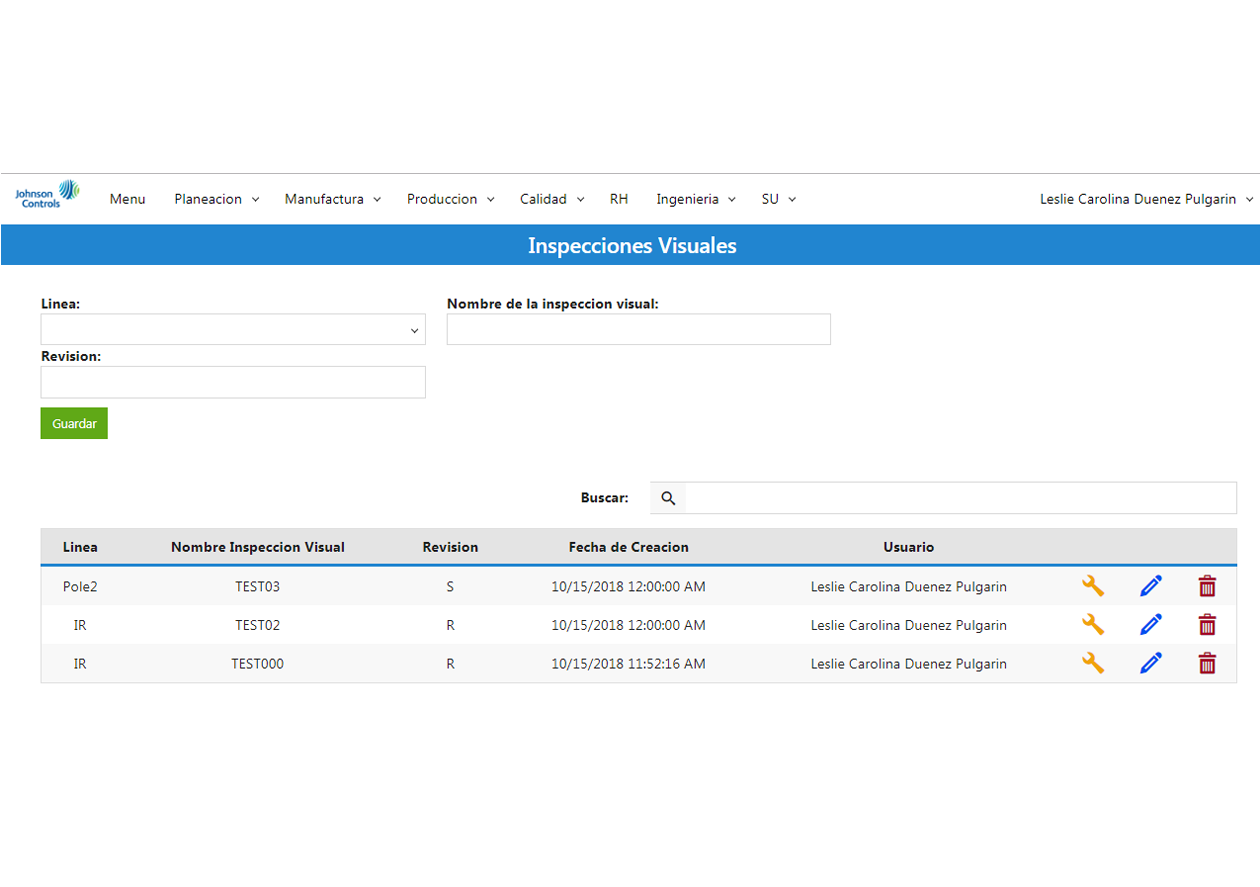 Johnson Controls
Menu Planeacion Manufactura Produccion Calidad RH Ingenieria SU Leslie Carolina Duenez Pulgarin
Inspecciones Visuales
Linea: Nombre de la inspeccion visual:
Revision:
Guardar
Buscar:
Linea Nombre Inspeccion Visual Revision Fecha de Creacion Usuario
Pole2 TEST03 S 10/15/2018 12:00:00 AM Leslie Carolina Duenez Pulgarin
IR TEST02 R 10/15/2018 12:00:00 AM Leslie Carolina Duenez Pulgarin
IR TEST000 R 10/15/2018 11:52:16 AM Leslie Carolina Duenez Pulgarin